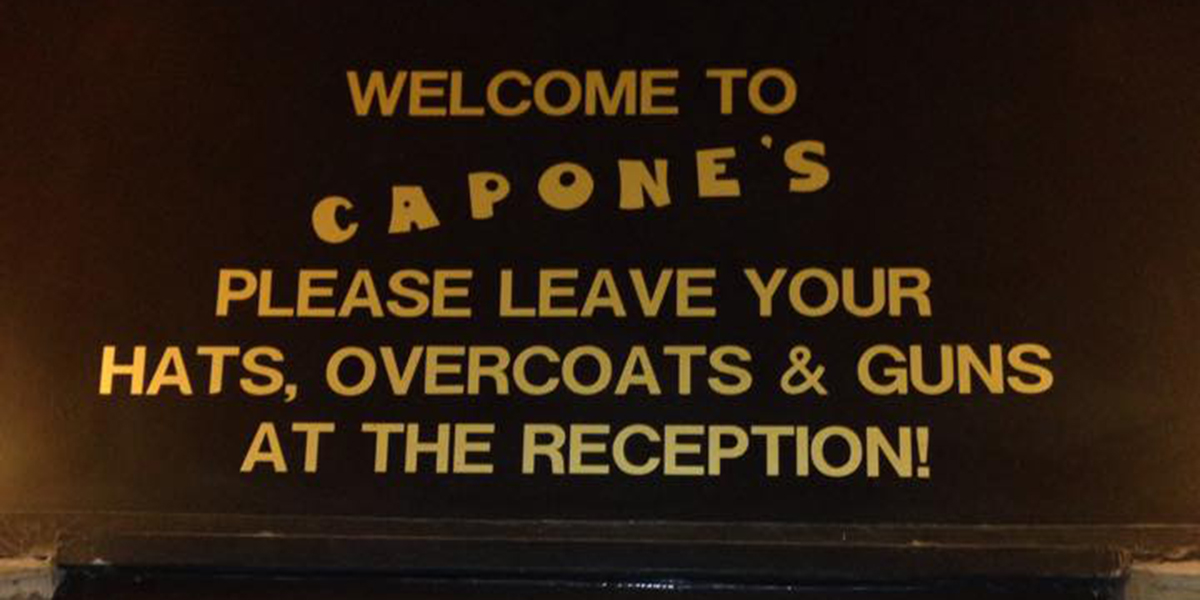 WELCOME TO
CAPONE'S
PLEASE LEAVE YOUR
HATS, OVERCOATS & GUNS
AT THE RECEPTION!